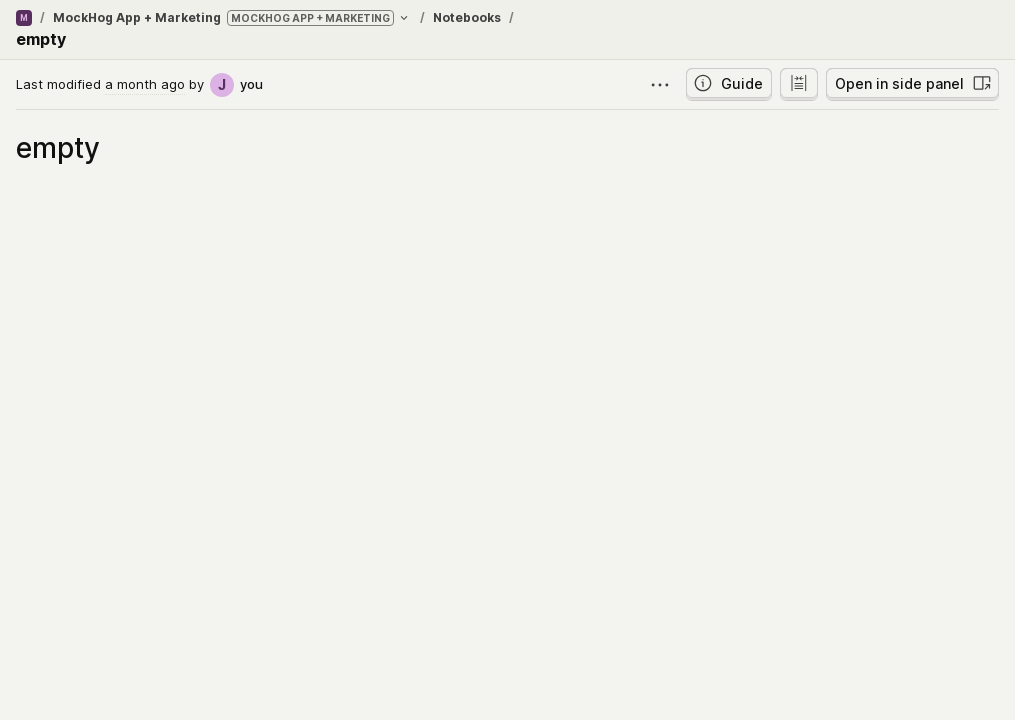 M / MockHog App + Marketing MOCKHOG APP + MARKETING / Notebooks /
empty
Last modified a month ago by J you
Guide
Open in side panel
empty